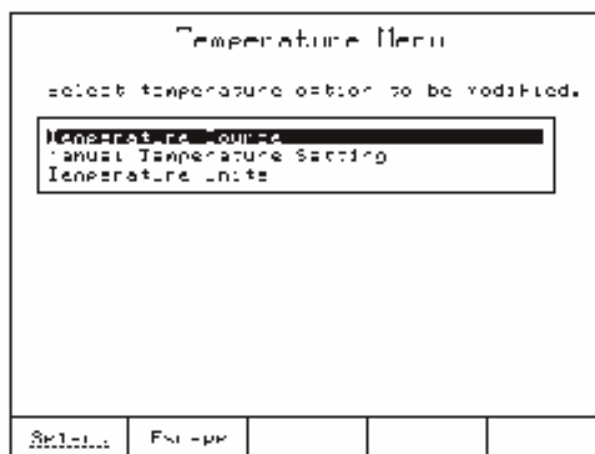 Temperature Menu
Select temperature option to be modified.
Temperature Source
Manual Temperature Setting
Temperature Units
Select
Escape